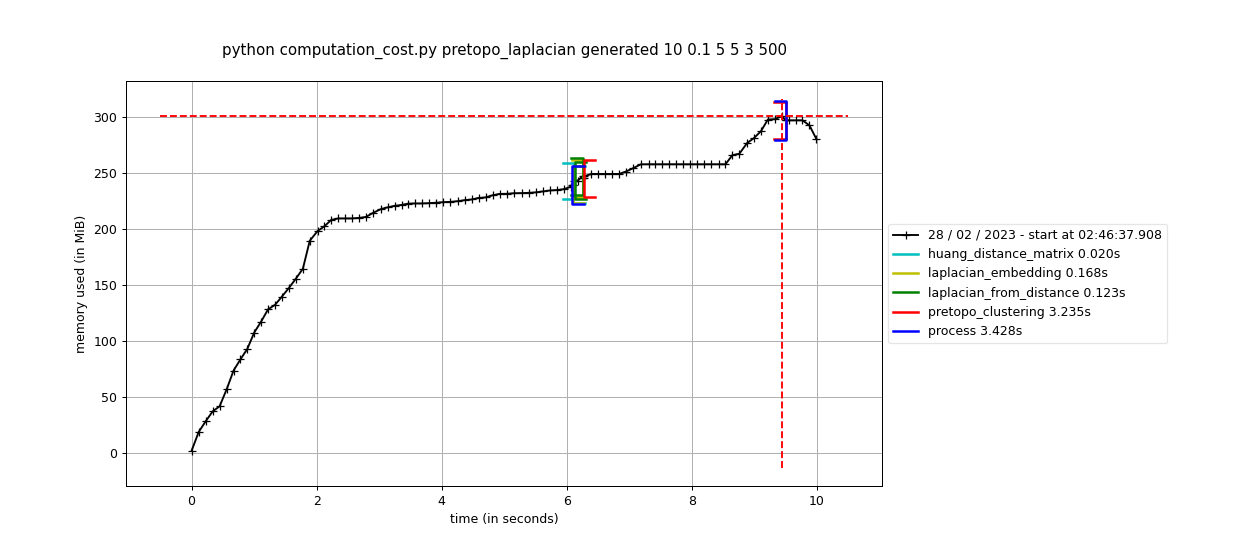 python computation_cost.py pretopo_laplacian generated 10 0.1 5 5 3 500
memory used (in MiB)
300
250
200
150
100
50
0
0 2 4 6 8 10
time (in seconds)
28 / 02 / 2023 - start at 02:46:37.908
huang_distance_matrix 0.020s
laplacian_embedding 0.168s
laplacian_from_distance 0.123s
pretopo_clustering 3.235s
process 3.428s